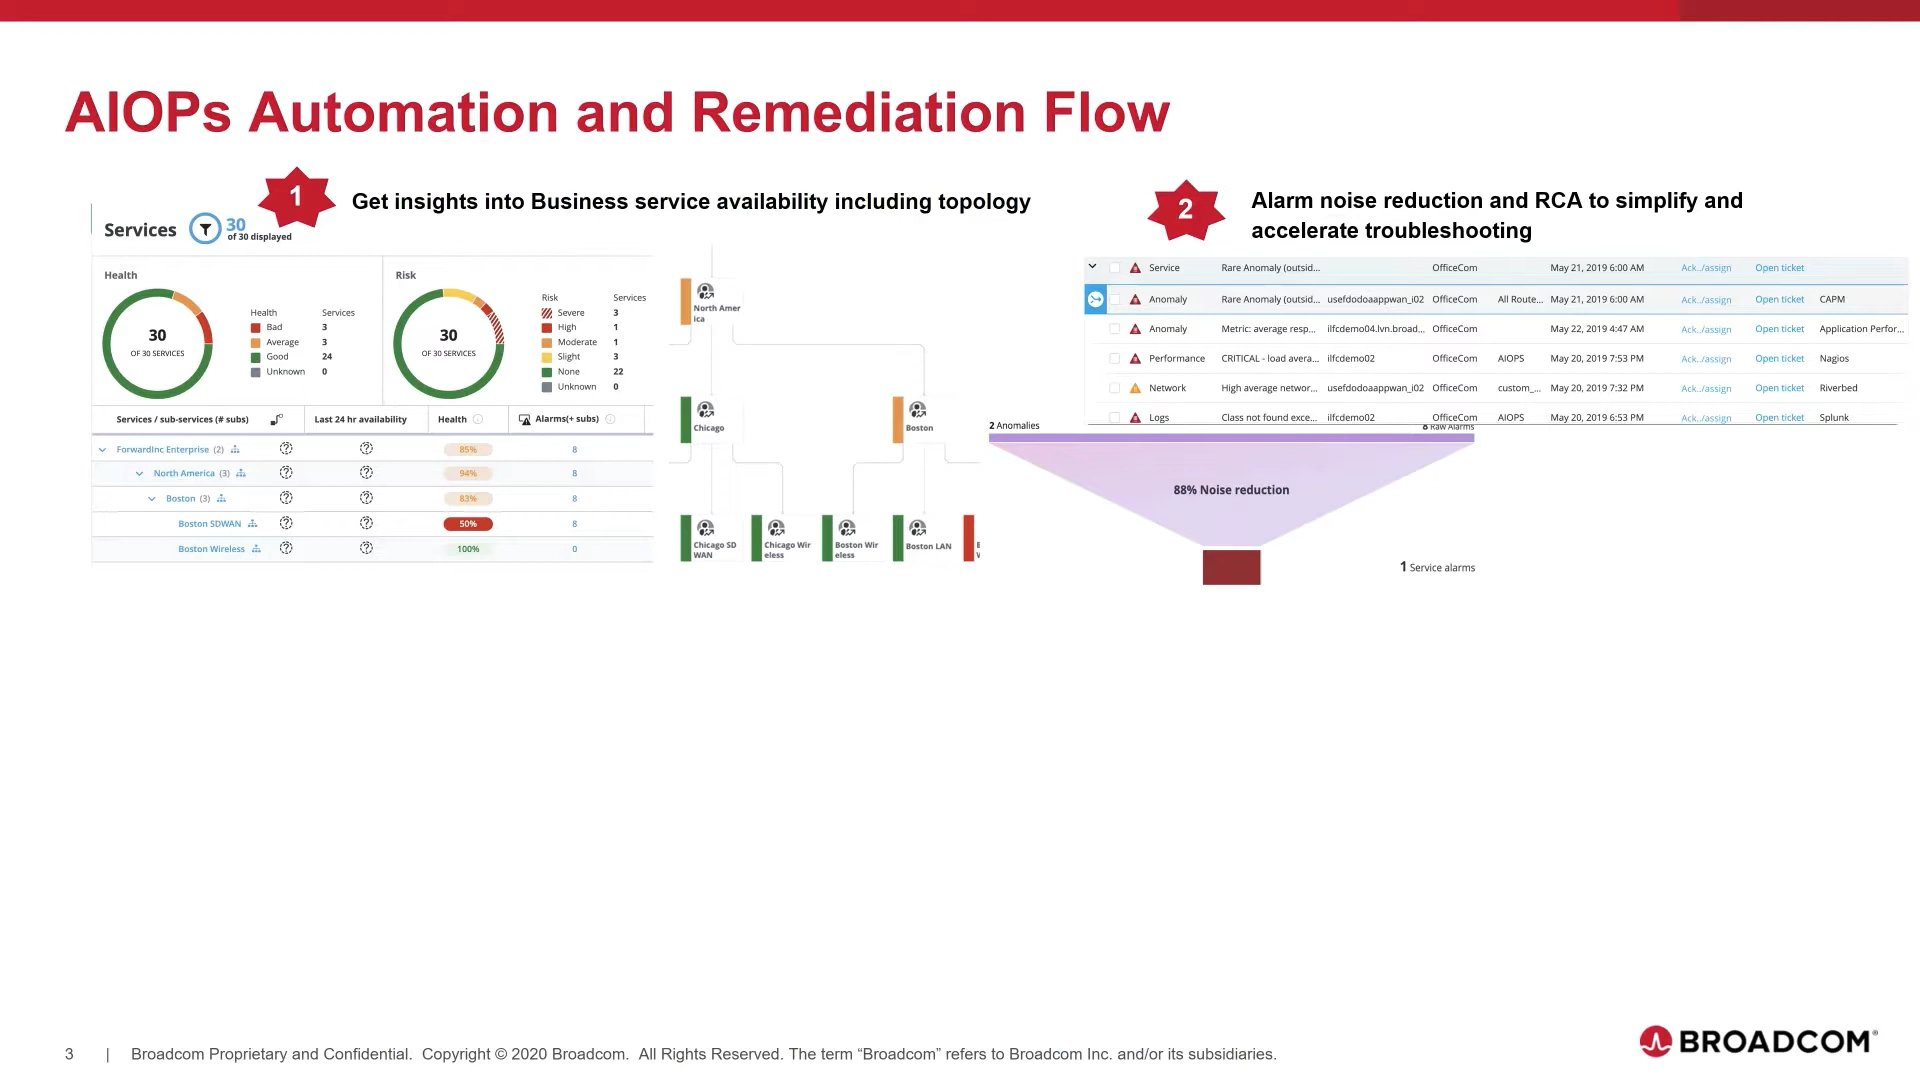 AIOPs Automation and Remediation Flow
1
Get insights into Business service availability including topology
2
Alarm noise reduction and RCA to simplify and
accelerate troubleshooting
Services
30
of 30 displayed
Health
30
OF 30 SERVICES
Health Services
Bad 3
Average 3
Good 24
Unknown 0
Risk
30
OF 30 SERVICES
Risk Services
Severe 3
High 1
Moderate 1
Slight 3
None 22
Unknown 0
Services / sub-services (# subs) Last 24 hr availability Health Alarms(+ subs)
ForwardInc Enterprise (2) 85% 8
North America (3) 94% 8
Boston (3) 83% 8
Boston SDWAN 50% 8
Boston Wireless 100% 0
North Amer
ica
Chicago
Boston
Chicago SD
WAN
Chicago Wir
eless
Boston Wir
eless
Boston LAN
Service Rare Anomaly (outsid... OfficeCom May 21, 2019 6:00 AM Ack../assign Open ticket
Anomaly Rare Anomaly (outsid... usefdodoaappwan_i02 OfficeCom All Route... May 21, 2019 6:00 AM Ack../assign Open ticket CAPM
Anomaly Metric: average resp... ilfcdemo04.lvn.broad... OfficeCom May 22, 2019 4:47 AM Ack../assign Open ticket Application Perfor...
Performance CRITICAL - load avera... ilfcdemo02 OfficeCom AIOPS May 20, 2019 7:53 PM Ack../assign Open ticket Nagios
Network High average networ... usefdodoaappwan_i02 OfficeCom custom_... May 20, 2019 7:32 PM Ack../assign Open ticket Riverbed
Logs Class not found exce... ilfcdemo02 OfficeCom AIOPS May 20, 2019 6:53 PM Ack../assign Open ticket Splunk
2 Anomalies
8 Raw Alarms
88% Noise reduction
1 Service alarms
3 | Broadcom Proprietary and Confidential. Copyright © 2020 Broadcom. All Rights Reserved. The term “Broadcom” refers to Broadcom Inc. and/or its subsidiaries.
BROADCOM®